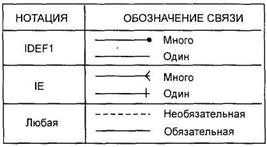 НОТАЦИЯ ОБОЗНАЧЕНИЕ СВЯЗИ
IDEF1
Много
Один
IE
Много
Один
Любая
Необязательная
Обязательная